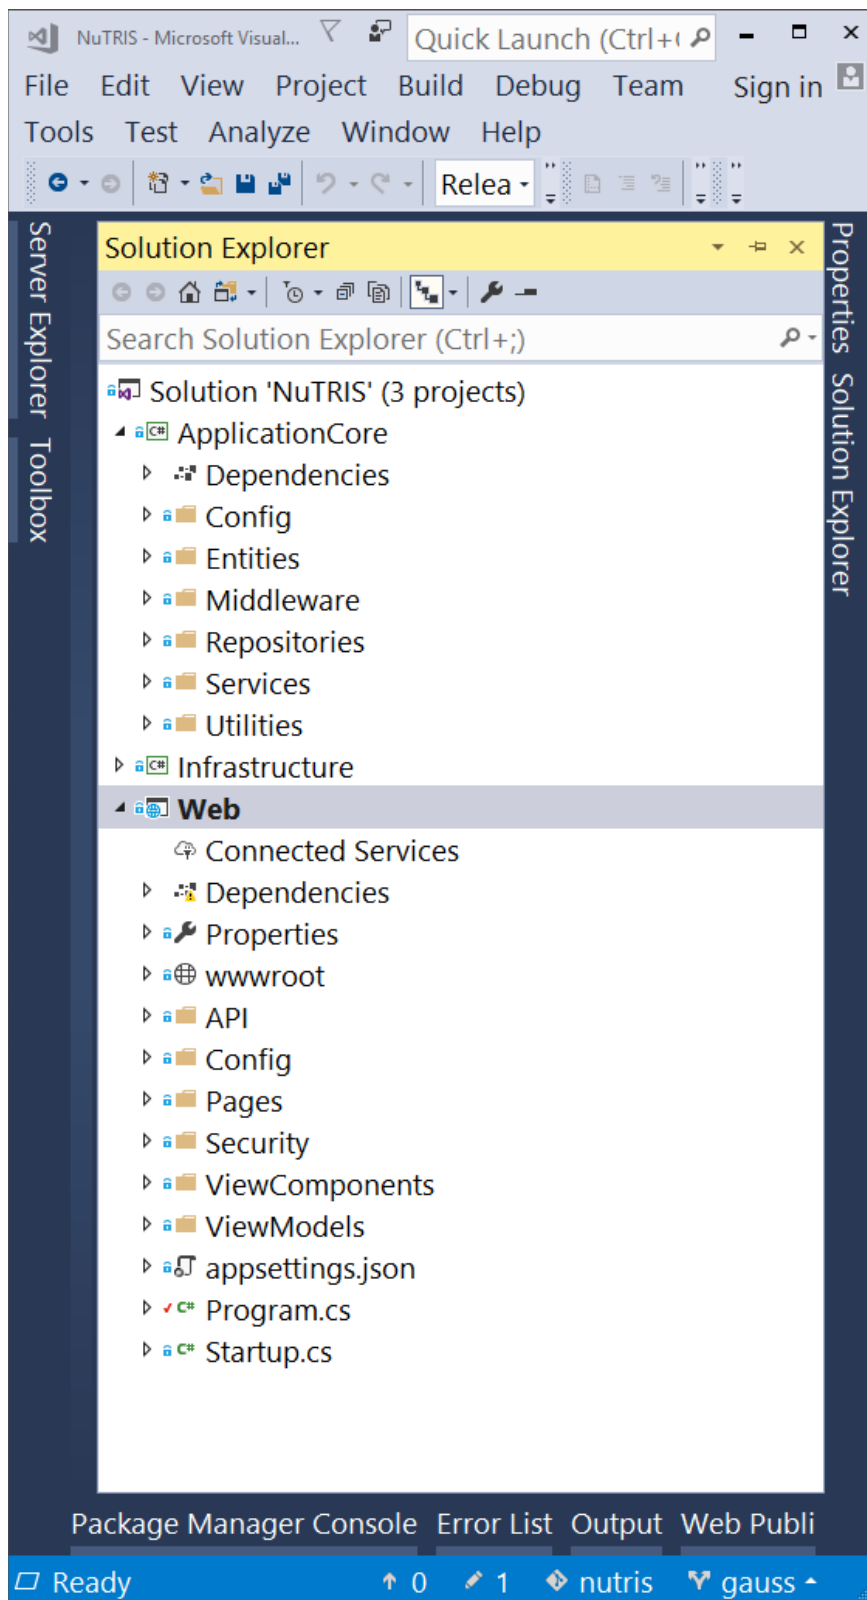 NuTRIS - Microsoft Visual...
Quick Launch (Ctrl+
File Edit View Project Build Debug Team Sign in
Tools Test Analyze Window Help
Relea
Server Explorer
Toolbox
Solution Explorer
Search Solution Explorer (Ctrl+;)
Solution 'NuTRIS' (3 projects)
C# ApplicationCore
Dependencies
Config
Entities
Middleware
Repositories
Services
Utilities
C# Infrastructure
Web
Connected Services
Dependencies
Properties
wwwroot
API
Config
Pages
Security
ViewComponents
ViewModels
appsettings.json
C# Program.cs
C# Startup.cs
Properties
Solution Explorer
Package Manager Console Error List Output Web Publi
Ready 0 1 nutris gauss